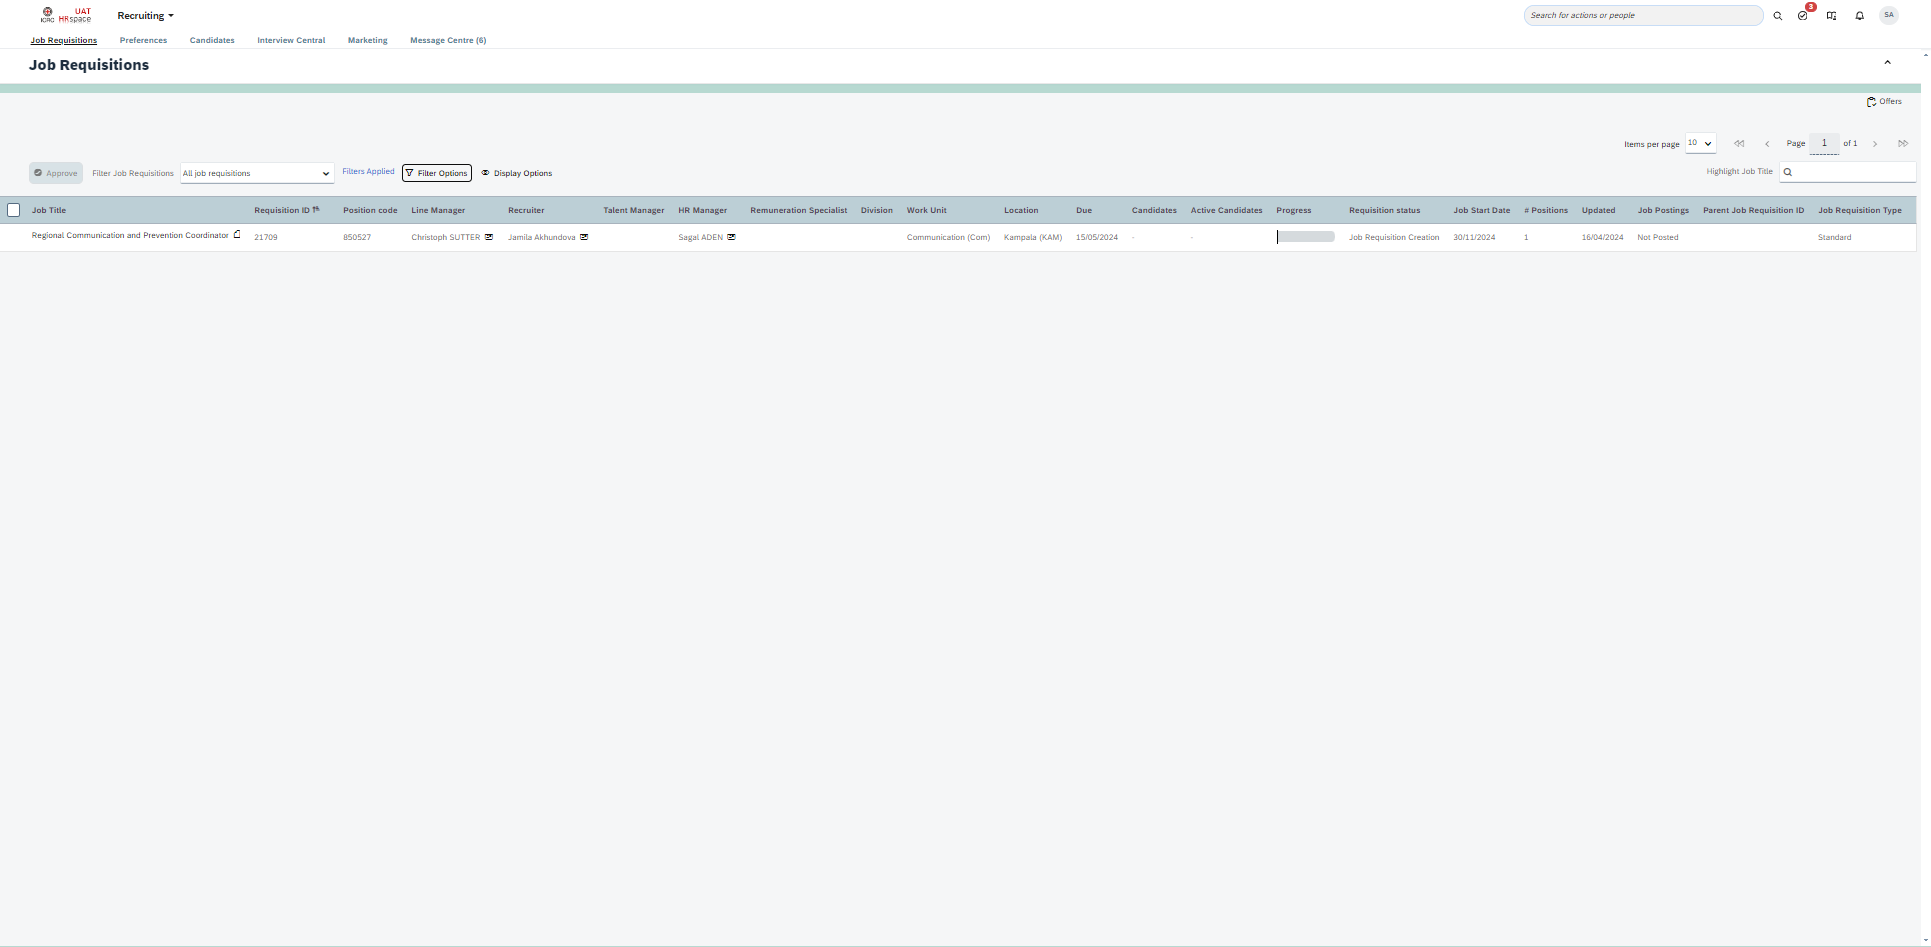 UAT
ICRC HRspace
Recruiting
Search for actions or people
3
SA
Job Requisitions Preferences Candidates Interview Central Marketing Message Centre (6)
Job Requisitions
Offers
Items per page 10 Page 1 of 1
Approve Filter Job Requisitions All job requisitions Filters Applied Filter Options Display Options Highlight Job Title
Job Title Requisition ID Position code Line Manager Recruiter Talent Manager HR Manager Remuneration Specialist Division Work Unit Location Due Candidates Active Candidates Progress Requisition status Job Start Date # Positions Updated Job Postings Parent Job Requisition ID Job Requisition Type
Regional Communication and Prevention Coordinator 21709 850527 Christoph SUTTER Jamila Akhundova Sagal ADEN Communication (Com) Kampala (KAM) 15/05/2024 - - Job Requisition Creation 30/11/2024 1 16/04/2024 Not Posted Standard